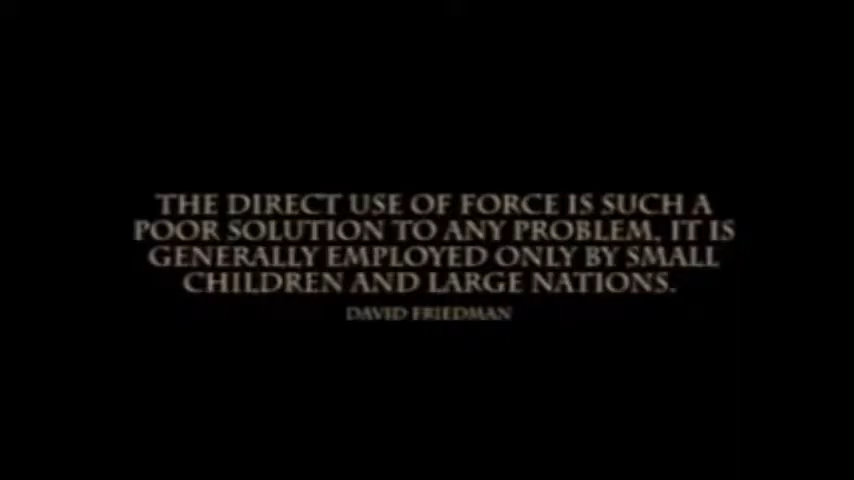 THE DIRECT USE OF FORCE IS SUCH A
POOR SOLUTION TO ANY PROBLEM, IT IS
GENERALLY EMPLOYED ONLY BY SMALL
CHILDREN AND LARGE NATIONS.
DAVID FRIEDMAN